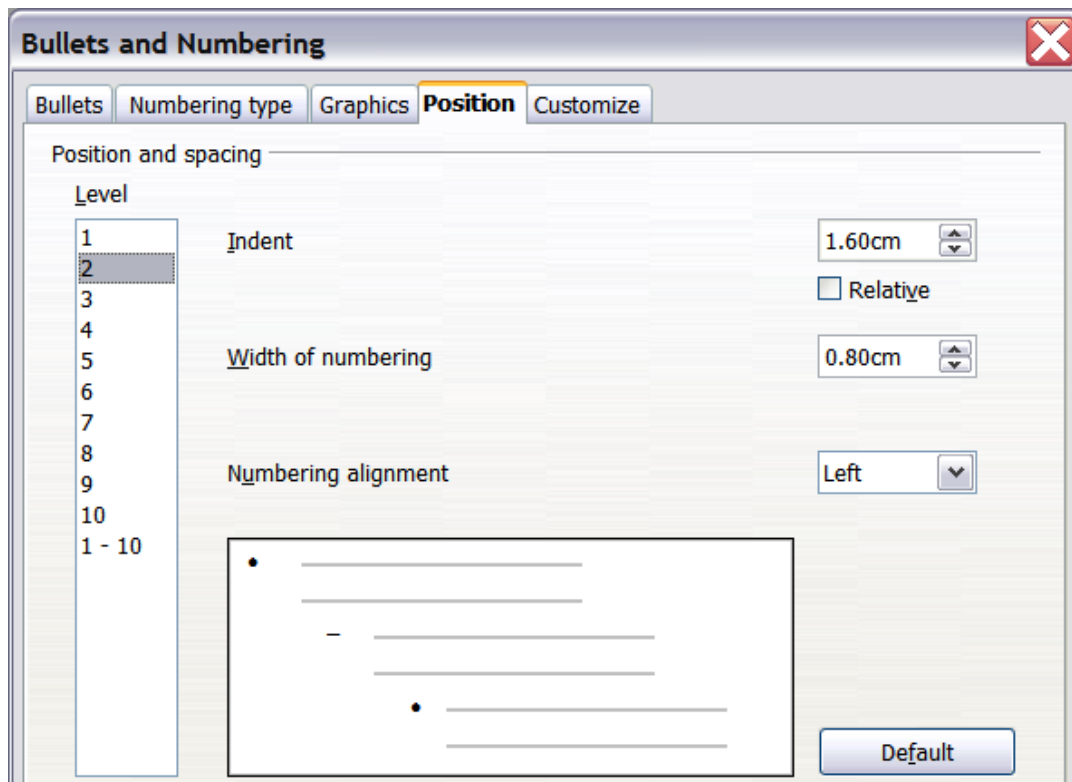 Bullets and Numbering
Bullets Numbering type Graphics Position Customize
Position and spacing
Level
1
2
3
4
5
6
7
8
9
10
1 - 10
Indent 1.60cm
Relative
Width of numbering 0.80cm
Numbering alignment Left
Default